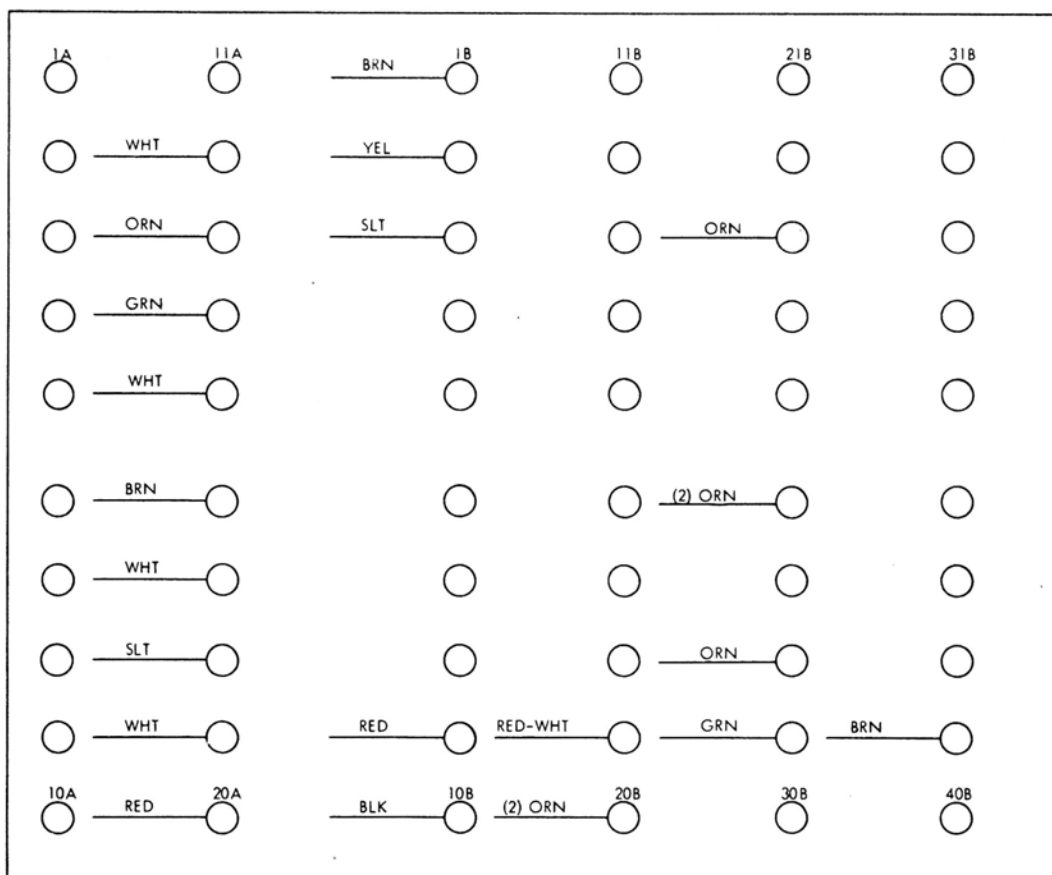 1A 11A BRN 1B 11B 21B 31B
WHT YEL
ORN SLT ORN
GRN
WHT
BRN (2) ORN
WHT
SLT ORN
WHT RED RED-WHT GRN BRN
10A RED 20A BLK 10B (2) ORN 20B 30B 40B